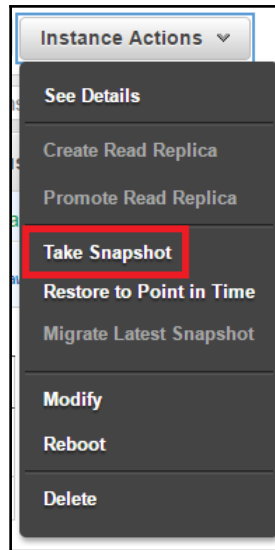 Instance Actions
See Details
Create Read Replica
Promote Read Replica
Take Snapshot
Restore to Point in Time
Migrate Latest Snapshot
Modify
Reboot
Delete